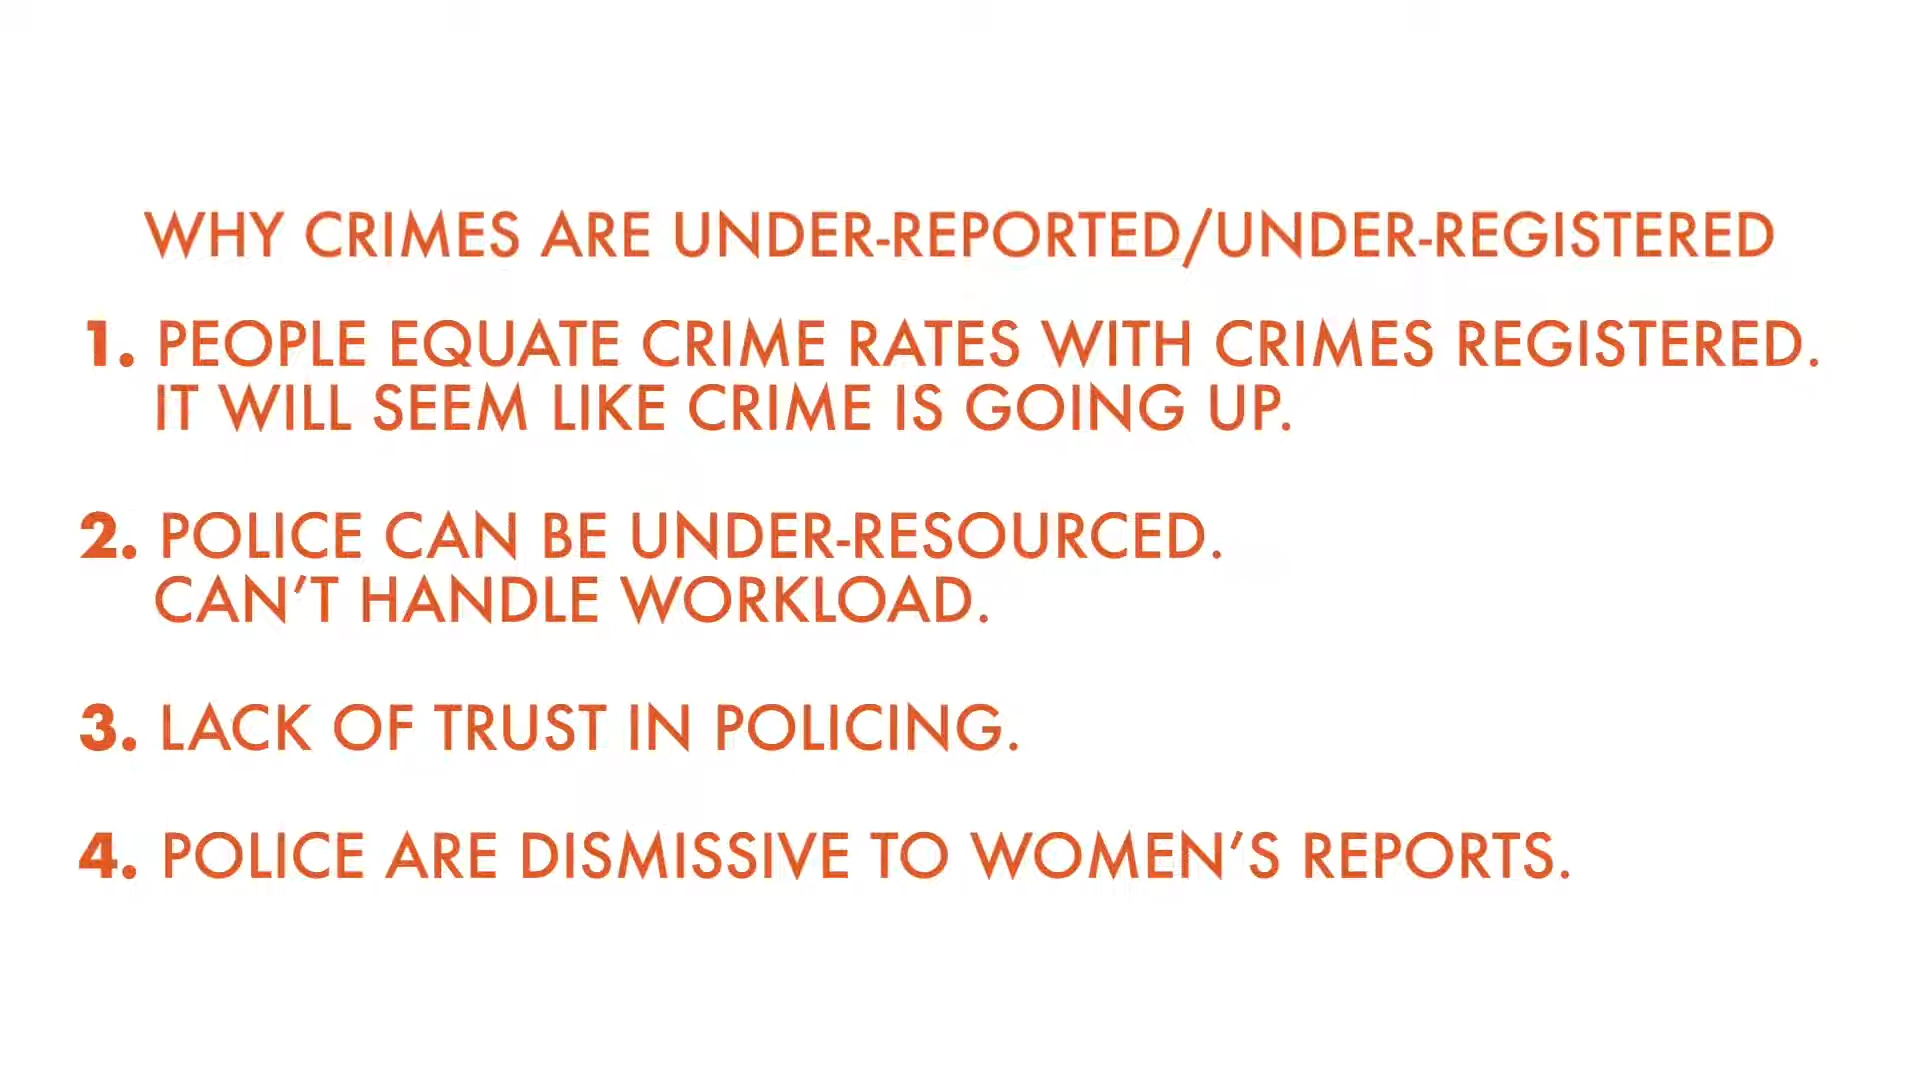 WHY CRIMES ARE UNDER-REPORTED/UNDER-REGISTERED
1. PEOPLE EQUATE CRIME RATES WITH CRIMES REGISTERED.
IT WILL SEEM LIKE CRIME IS GOING UP.
2. POLICE CAN BE UNDER-RESOURCED.
CAN’T HANDLE WORKLOAD.
3. LACK OF TRUST IN POLICING.
4. POLICE ARE DISMISSIVE TO WOMEN’S REPORTS.